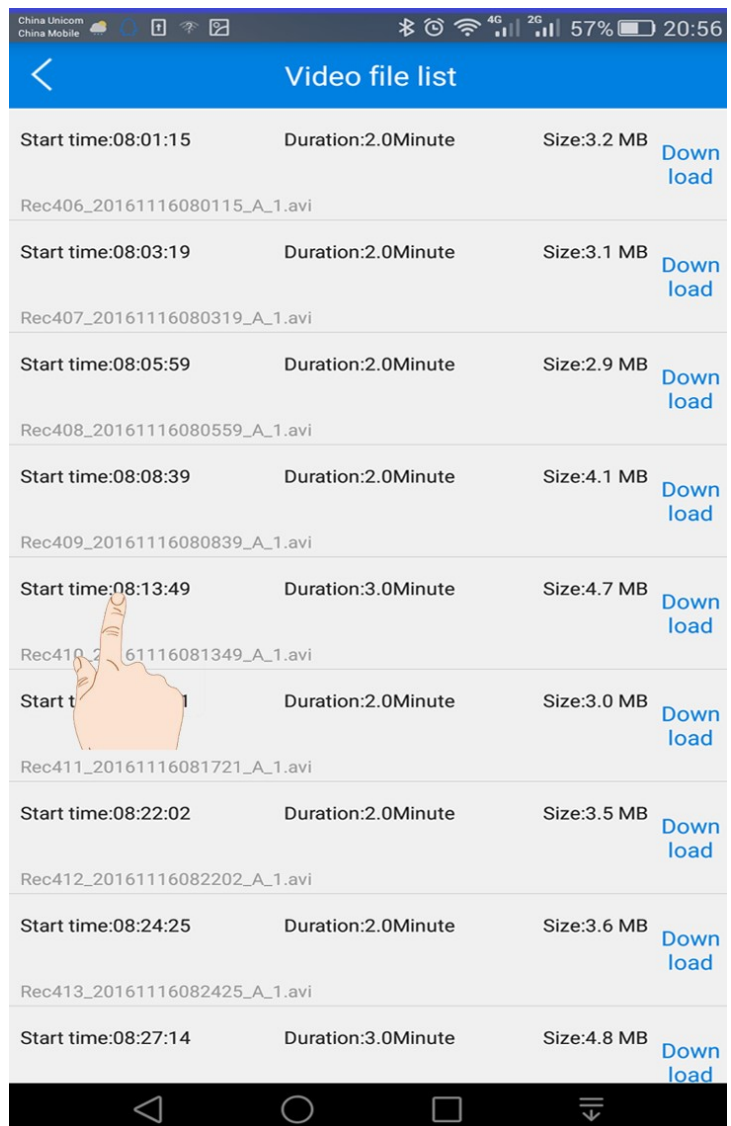 China Unicom
China Mobile
4G 2G 57% 20:56
Video file list
Start time:08:01:15 Duration:2.0Minute Size:3.2 MB
Down
load
Rec406_20161116080115_A_1.avi
Start time:08:03:19 Duration:2.0Minute Size:3.1 MB
Down
load
Rec407_20161116080319_A_1.avi
Start time:08:05:59 Duration:2.0Minute Size:2.9 MB
Down
load
Rec408_20161116080559_A_1.avi
Start time:08:08:39 Duration:2.0Minute Size:4.1 MB
Down
load
Rec409_20161116080839_A_1.avi
Start time:08:13:49 Duration:3.0Minute Size:4.7 MB
Down
load
61116081349_A_1.avi
Start Duration:2.0Minute Size:3.0 MB
Down
load
Rec411_20161116081721_A_1.avi
Start time:08:22:02 Duration:2.0Minute Size:3.5 MB
Down
load
Rec412_20161116082202_A_1.avi
Start time:08:24:25 Duration:2.0Minute Size:3.6 MB
Down
load
Rec413_20161116082425_A_1.avi
Start time:08:27:14 Duration:3.0Minute Size:4.8 MB
Down
load